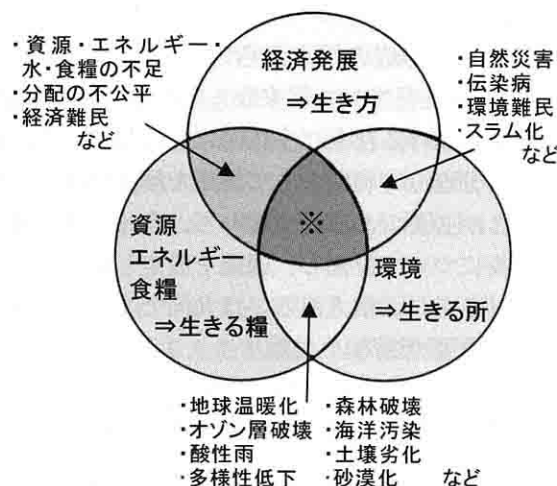 ・資源・エネルギー・
水・食糧の不足
・分配の不公平
・経済難民
など
経済発展
⇒生き方
・自然災害
・伝染病
・環境難民
・スラム化
など
※
資源
エネルギー
食糧
⇒生きる糧
環境
⇒生きる所
・地球温暖化
・オゾン層破壊
・酸性雨
・多様性低下
・森林破壊
・海洋汚染
・土壌劣化
・砂漠化 など